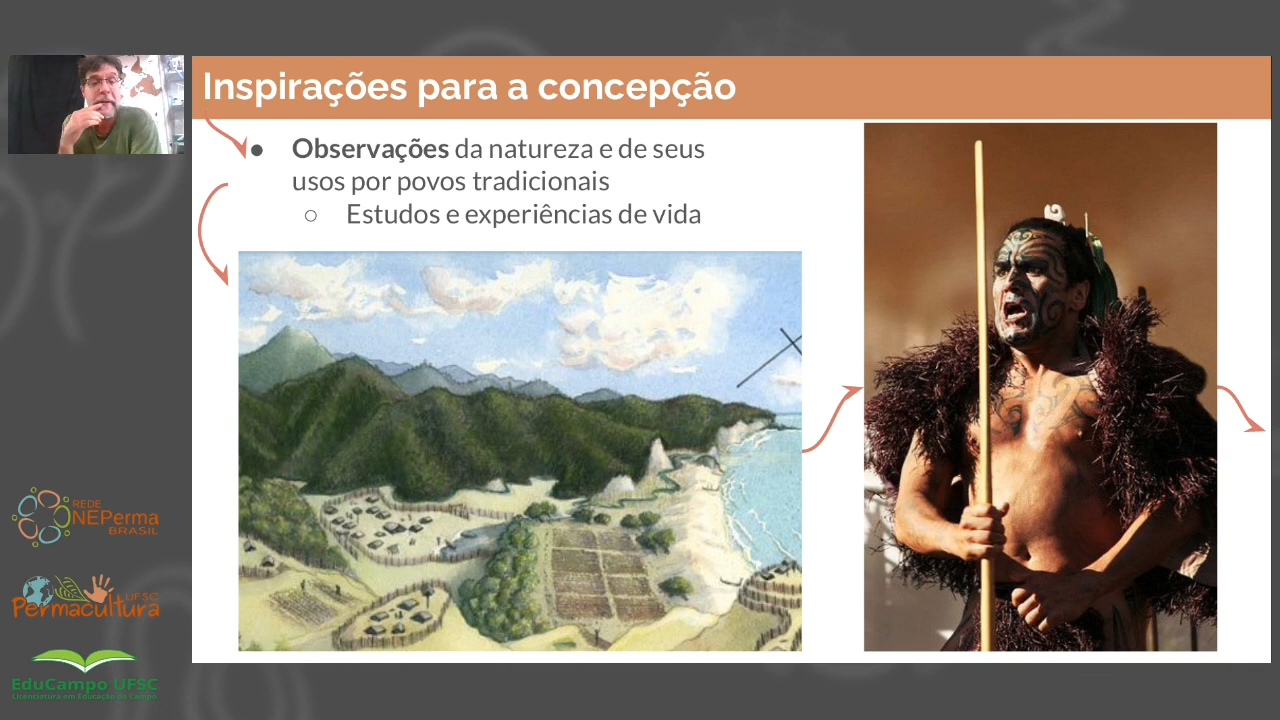 Inspirações para a concepção
● Observações da natureza e de seus
usos por povos tradicionais
○ Estudos e experiências de vida
REDE
NEPerma
BRASIL
UFSC
Permacultura
EduCampo UFSC
Licenciatura em Educação do Campo